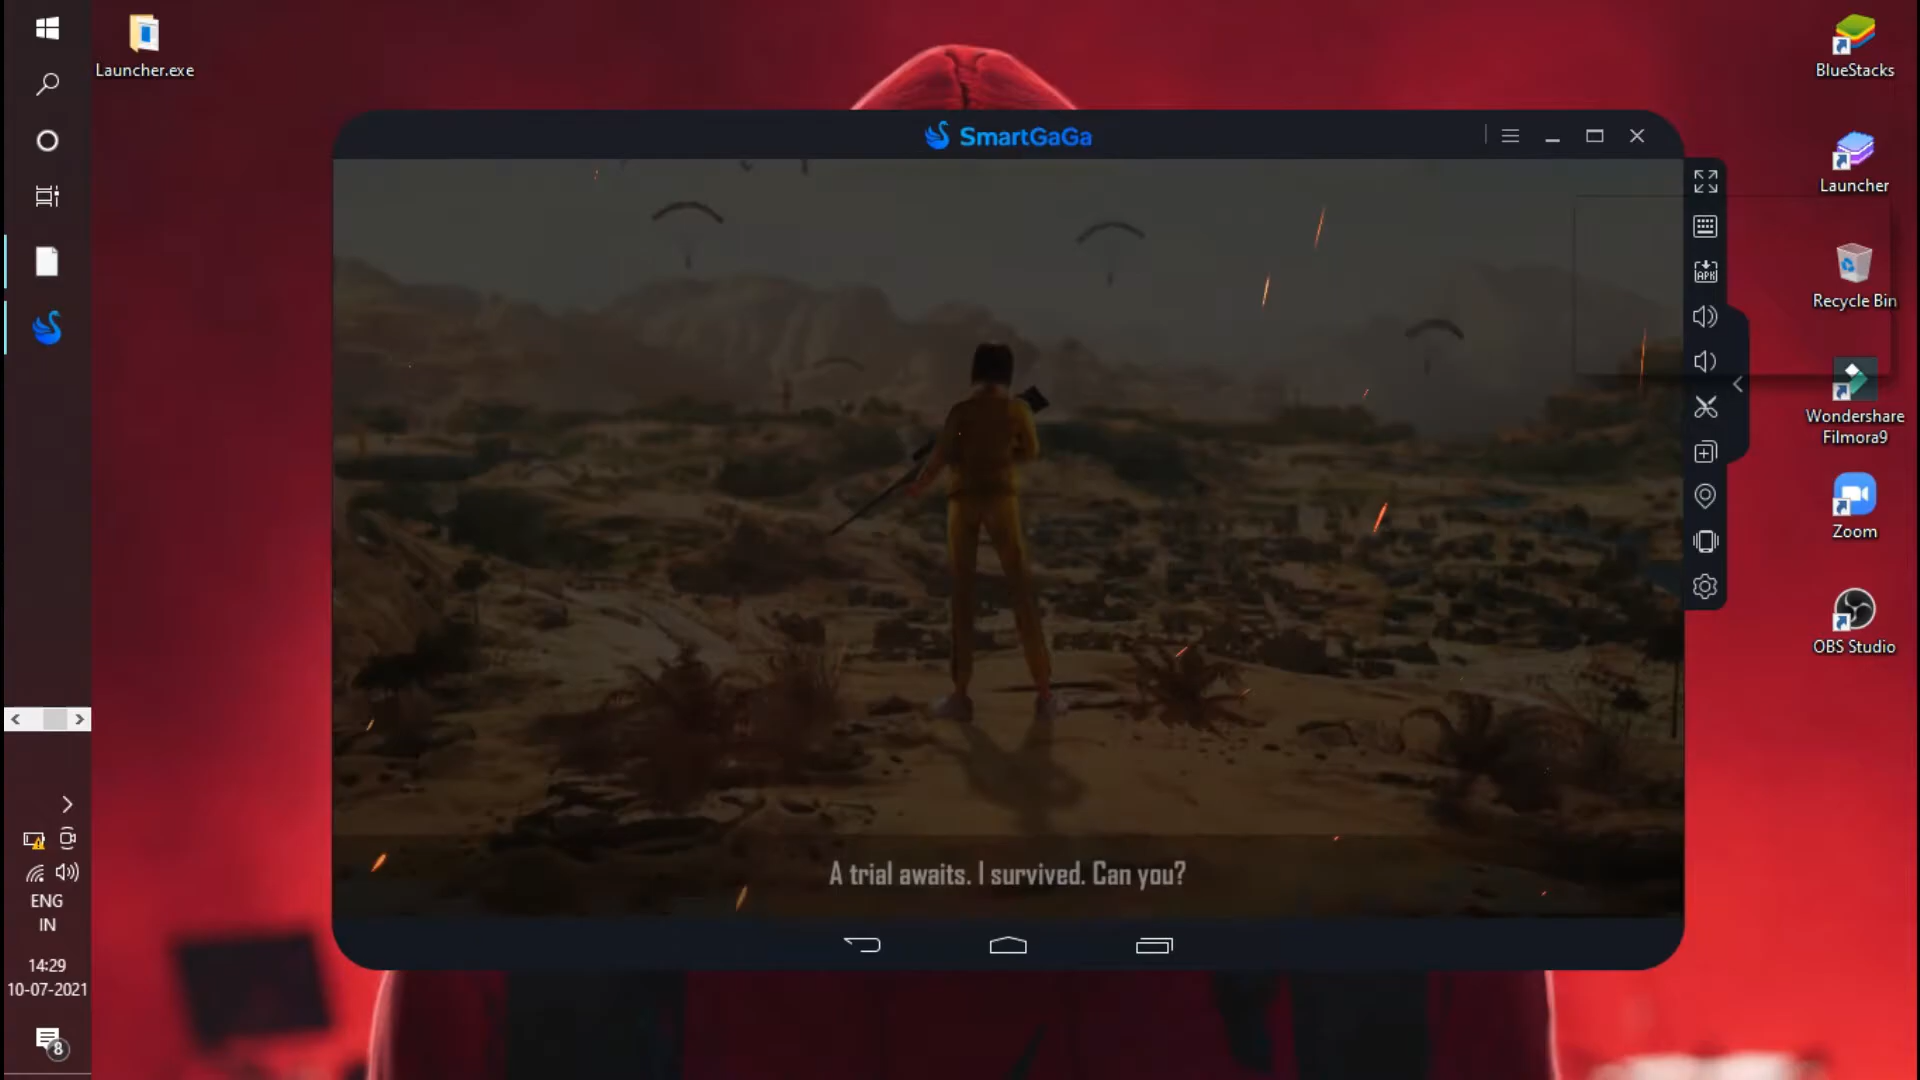 Launcher.exe
SmartGaGa
APK
BlueStacks
Launcher
Recycle Bin
Wondershare
Filmora9
Zoom
OBS Studio
A trial awaits. I survived. Can you?
ENG
IN
14:29
10-07-2021
8